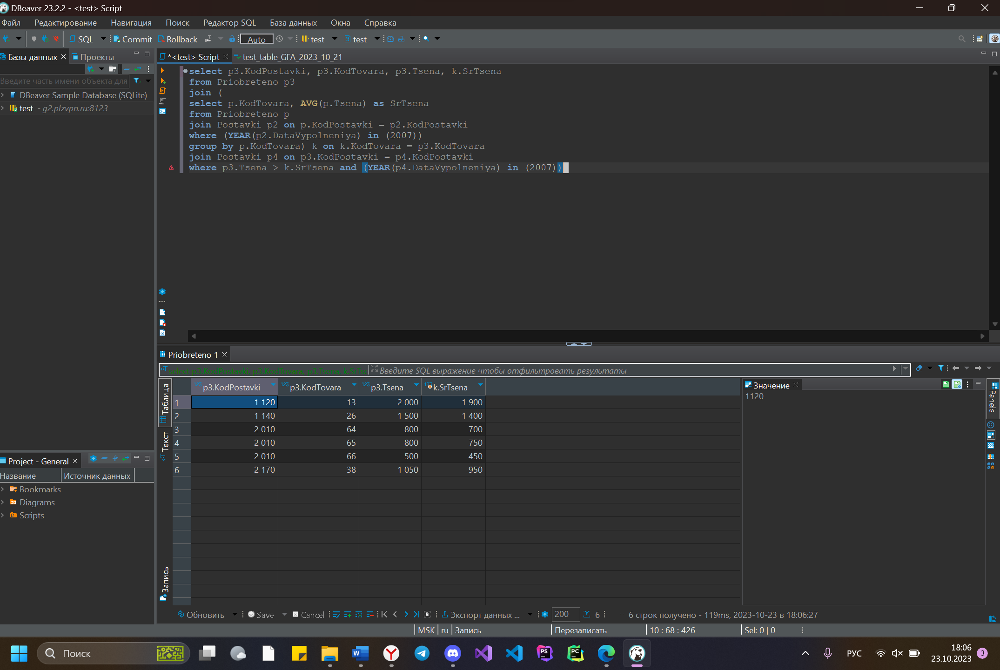 DBeaver 23.2.2 - <test> Script
Файл Редактирование Навигация Поиск Редактор SQL База данных Окна Справка
SQL Commit Rollback Auto test test
Базы данных Проекты
*<test> Script test_table_GFA_2023_10_21
Введите часть имени объекта для
DBeaver Sample Database (SQLite)
test - g2.plzvpn.ru:8123
select p3.KodPostavki, p3.KodTovara, p3.Tsena, k.SrTsena
from Priobreteno p3
join (
select p.KodTovara, AVG(p.Tsena) as SrTsena
from Priobreteno p
join Postavki p2 on p.KodPostavki = p2.KodPostavki
where (YEAR(p2.DataVypolneniya) in (2007))
group by p.KodTovara) k on k.KodTovara = p3.KodTovara
join Postavki p4 on p3.KodPostavki = p4.KodPostavki
where p3.Tsena > k.SrTsena and (YEAR(p4.DataVypolneniya) in (2007))
Priobreteno 1
select p3.KodPostavki, p3.KodTovara, p3.Tsena, k.SrTse Введите SQL выражение чтобы отфильтровать результаты
p3.KodPostavki p3.KodTovara p3.Tsena k.SrTsena
1 1 120 13 2 000 1 900
2 1 140 26 1 500 1 400
3 2 010 64 800 700
4 2 010 65 800 750
5 2 010 66 500 450
6 2 170 38 1 050 950
Таблица
Текст
Запись
Значение
1120
Panels
Project - General
Название Источник данных
Bookmarks
Diagrams
Scripts
Обновить Save Cancel Экспорт данных ... 200 6 6 строк получено - 119ms, 2023-10-23 в 18:06:27
MSK ru Запись Перезаписать 10 : 68 : 426 Sel: 0 | 0
Поиск
РУС
18:06
23.10.2023
3